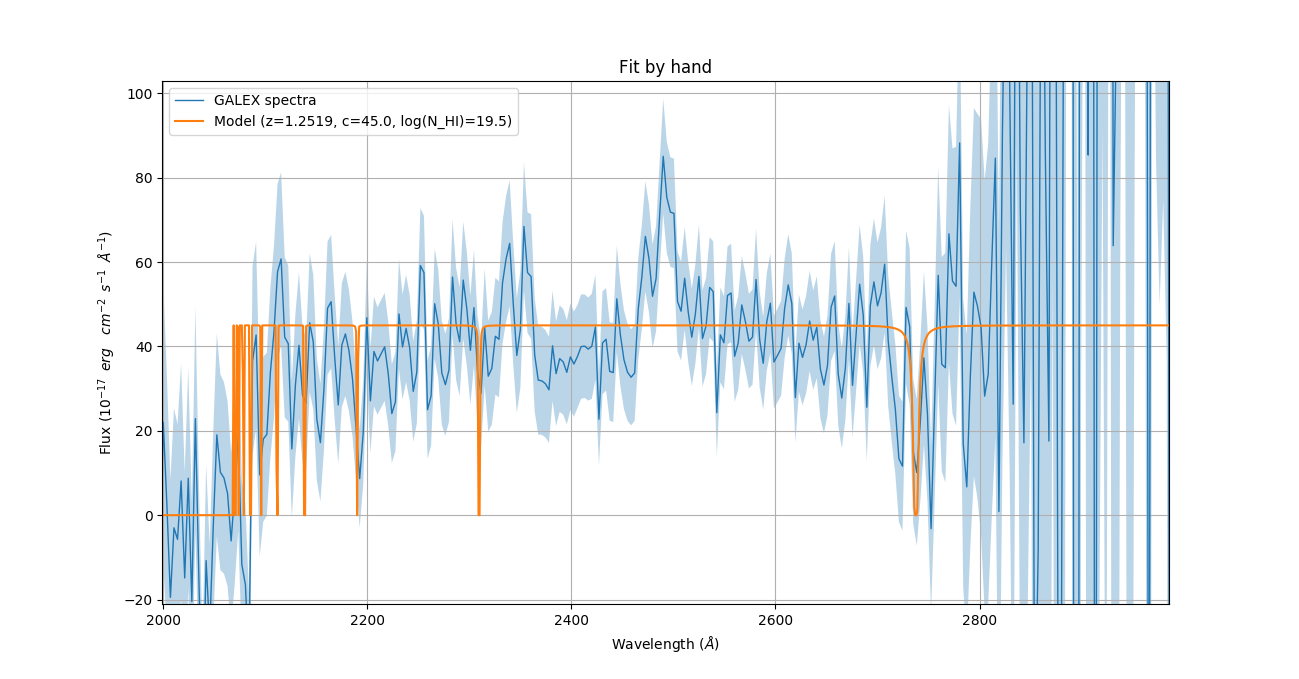 Fit by hand
GALEX spectra
Model (z=1.2519, c=45.0, log(N_HI)=19.5)
Flux (10⁻¹⁷ erg cm⁻² s⁻¹ Å⁻¹)
100
80
60
40
20
0
−20
2000 2200 2400 2600 2800
Wavelength (Å)